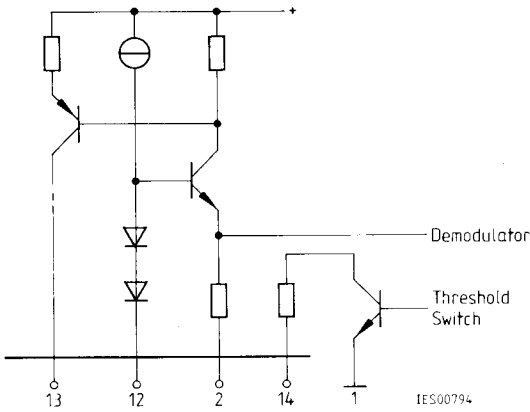 +
Demodulator
Threshold
Switch
13
12
2
14
1
IES00794